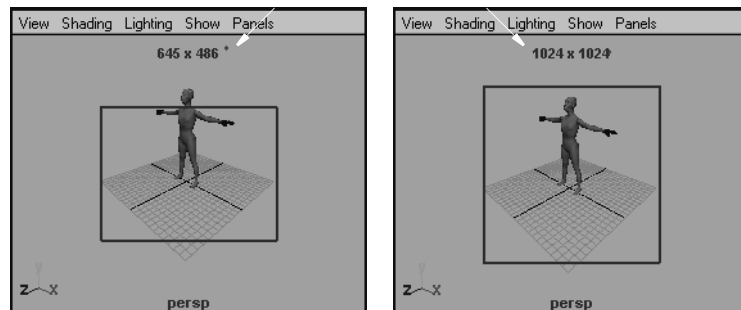 View Shading Lighting Show Panels
645 x 486
y
z x
persp
View Shading Lighting Show Panels
1024 x 1024
y
z x
persp